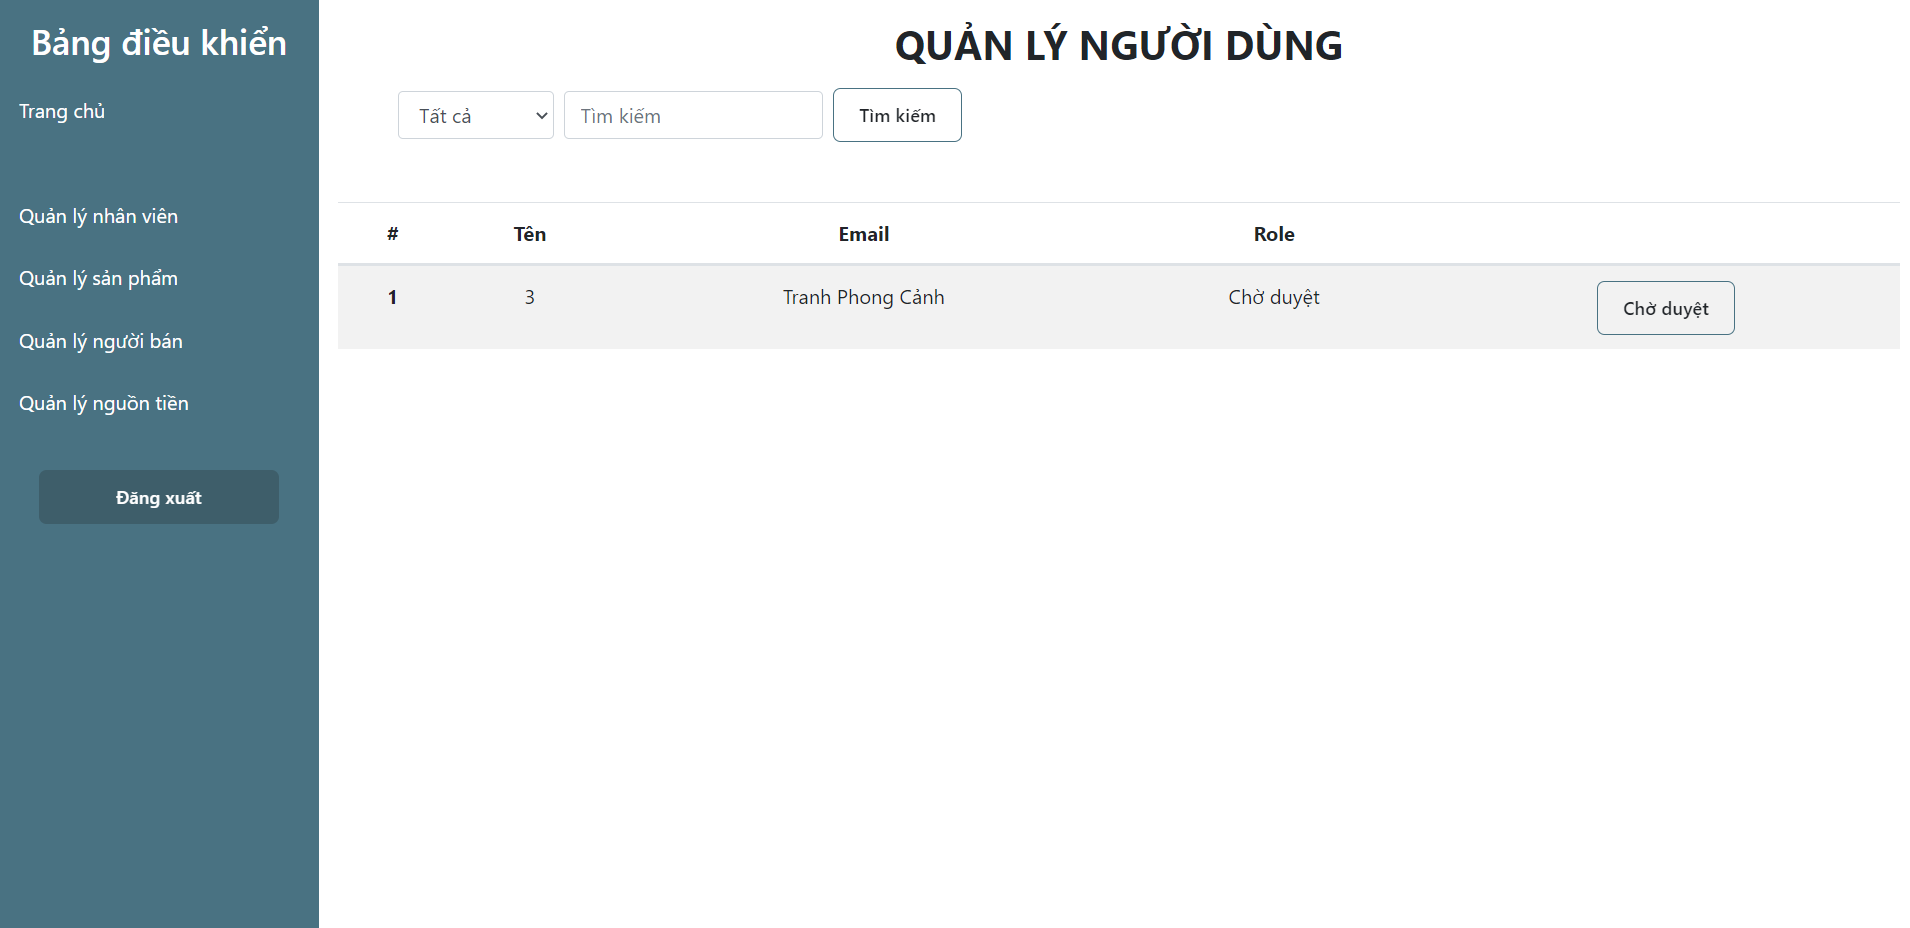 Bảng điều khiển
Trang chủ
Quản lý nhân viên
Quản lý sản phẩm
Quản lý người bán
Quản lý nguồn tiền
Đăng xuất
QUẢN LÝ NGƯỜI DÙNG
Tất cả Tìm kiếm Tìm kiếm
# Tên Email Role
1 3 Tranh Phong Cảnh Chờ duyệt Chờ duyệt